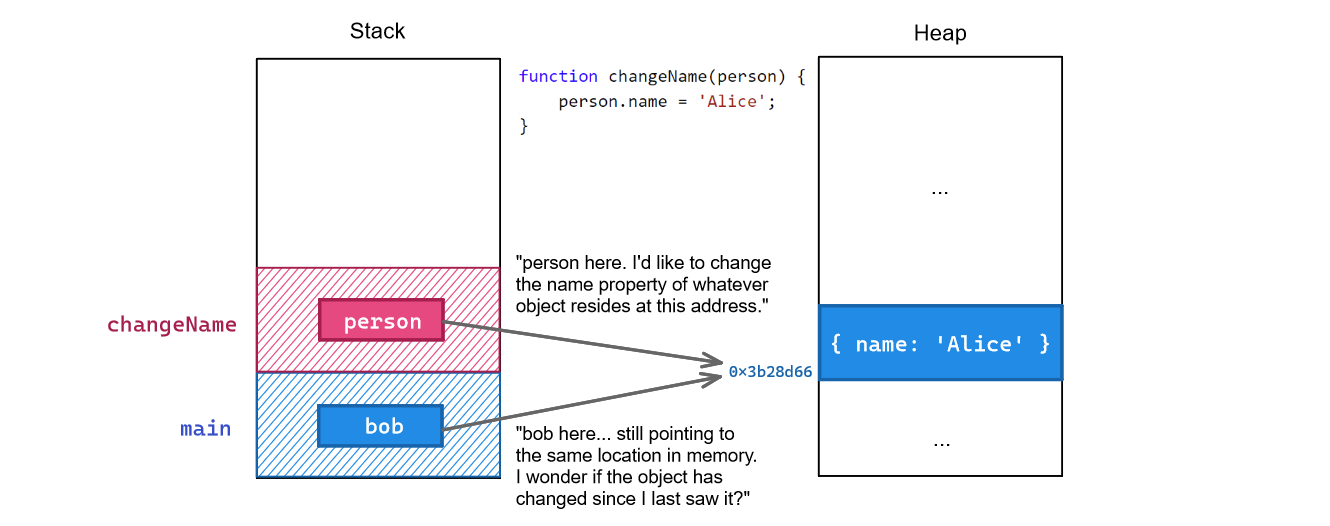 Stack
Heap
function changeName(person) {
    person.name = 'Alice';
}
...
"person here. I'd like to change
the name property of whatever
object resides at this address."
changeName
person
{ name: 'Alice' }
0×3b28d66
main
bob
"bob here... still pointing to
the same location in memory.
I wonder if the object has
changed since I last saw it?"
...